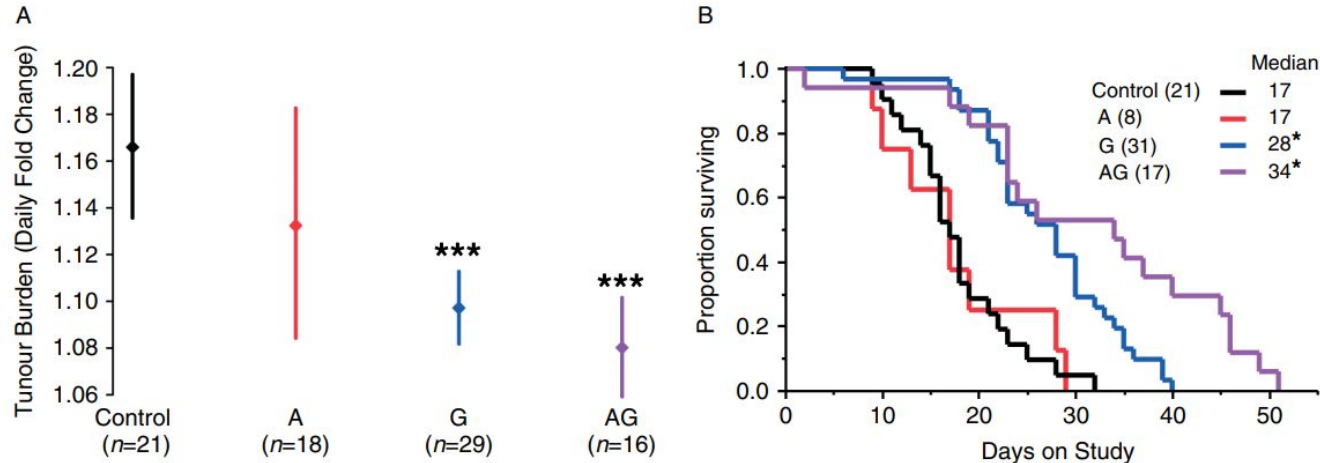 A
Tunour Burden (Daily Fold Change)
1.20
1.18
1.16
1.14
1.12
1.10
1.08
1.06
***
***
Control
(n=21)
A
(n=18)
G
(n=29)
AG
(n=16)
B
Proportion surviving
1.0
0.8
0.6
0.4
0.2
0.0
0
10
20
30
40
50
Days on Study
Median
Control (21) 17
A (8) 17
G (31) 28*
AG (17) 34*